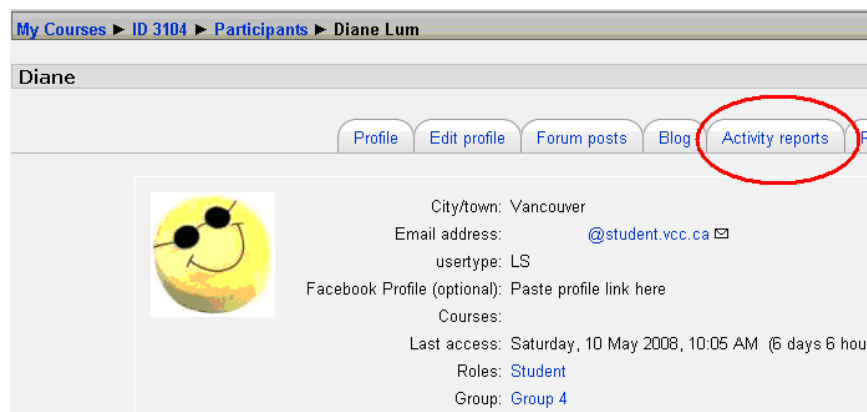 My Courses ► ID 3104 ► Participants ► Diane Lum
Diane
Profile Edit profile Forum posts Blog Activity reports
City/town: Vancouver
Email address: @student.vcc.ca
usertype: LS
Facebook Profile (optional): Paste profile link here
Courses:
Last access: Saturday, 10 May 2008, 10:05 AM (6 days 6 hou
Roles: Student
Group: Group 4